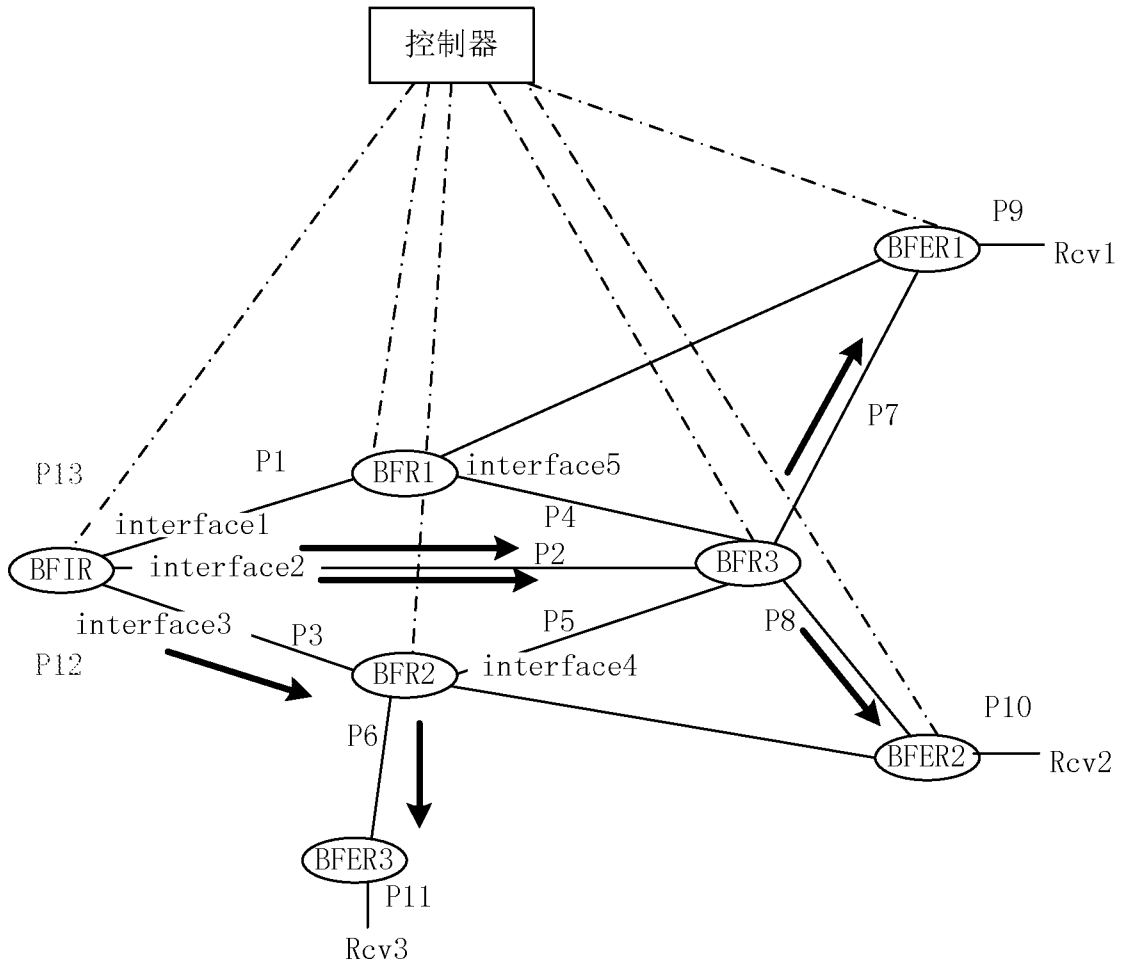 控制器
P9
BFER1
Rcv1
P7
P13
P1
BFR1
interface5
interface1
P4
BFIR
interface2
P2
BFR3
interface3
P3
P5
P8
P12
BFR2
interface4
P6
P10
BFER2
Rcv2
BFER3
P11
Rcv3